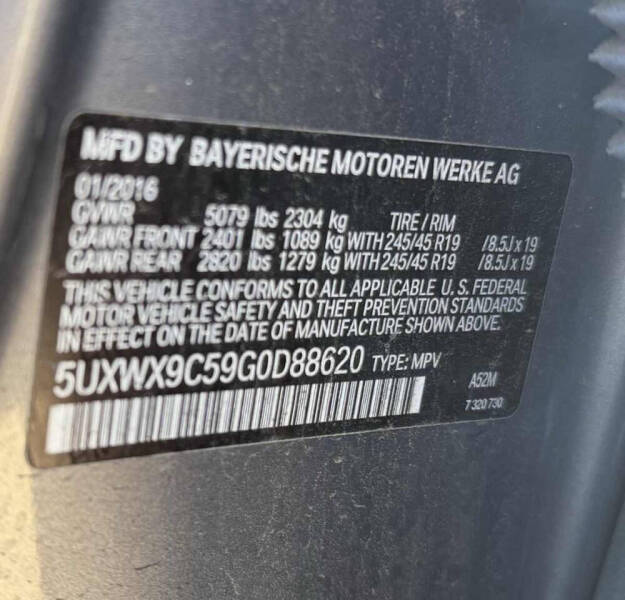 MFD BY BAYERISCHE MOTOREN WERKE AG
01/2016
GVWR 5079 lbs 2304 kg TIRE / RIM
GAWR FRONT 2401 lbs 1089 kg WITH 245/45 R19 /8.5J x 19
GAWR REAR 2820 lbs 1279 kg WITH 245/45 R19 /8.5J x 19
THIS VEHICLE CONFORMS TO ALL APPLICABLE U. S. FEDERAL
MOTOR VEHICLE SAFETY AND THEFT PREVENTION STANDARDS
IN EFFECT ON THE DATE OF MANUFACTURE SHOWN ABOVE.
5UXWX9C59G0D88620 TYPE: MPV
A52M
7 320 730